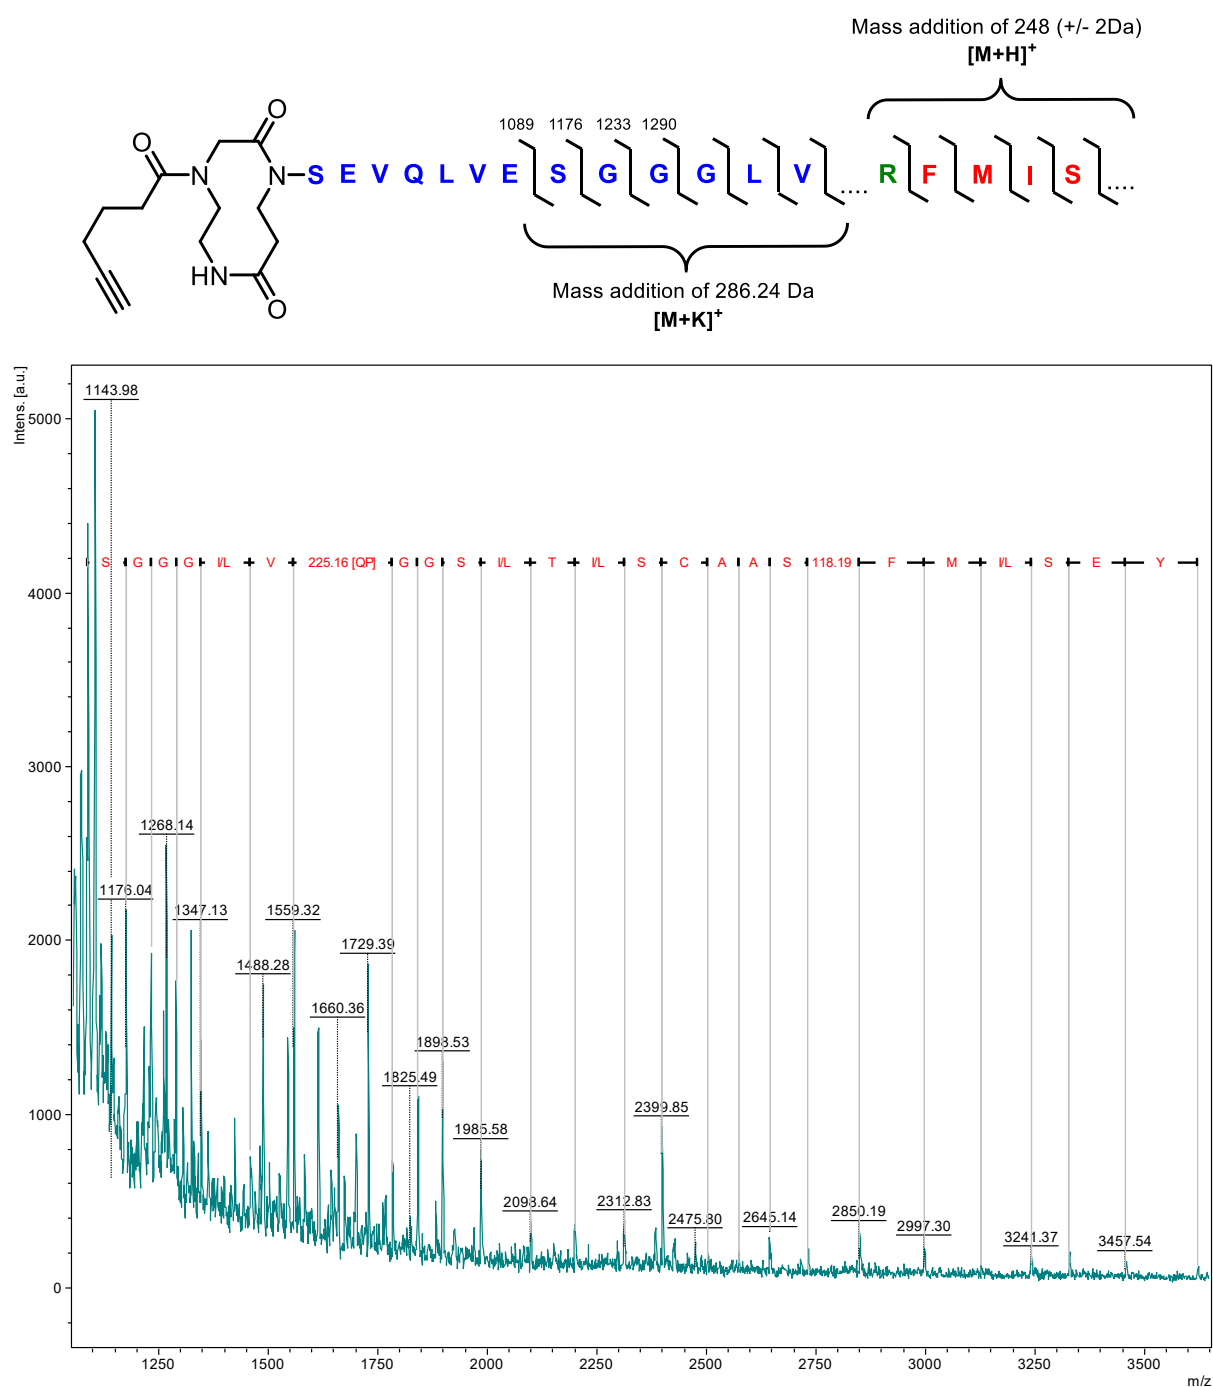 Mass addition of 248 (+/- 2Da)
[M+H]+
O
O
N
N
HN
O
1089 1176 1233 1290
S E V Q L V E S G G G L V .... R F M I S ....
Mass addition of 286.24 Da
[M+K]+
Intens. [a.u.]
5000
4000
3000
2000
1000
0
1143.98
S G G G I/L V 225.16 [QP] G G S I/L T I/L S C A A S 118.19 F M I/L S E Y
1268.14
1176.04
1347.13
1559.32
1488.28
1729.39
1660.36
1898.53
1825.49
1985.58
2399.85
2098.64
2312.83
2475.80
2645.14
2850.19
2997.30
3241.37
3457.54
1250 1500 1750 2000 2250 2500 2750 3000 3250 3500
m/z